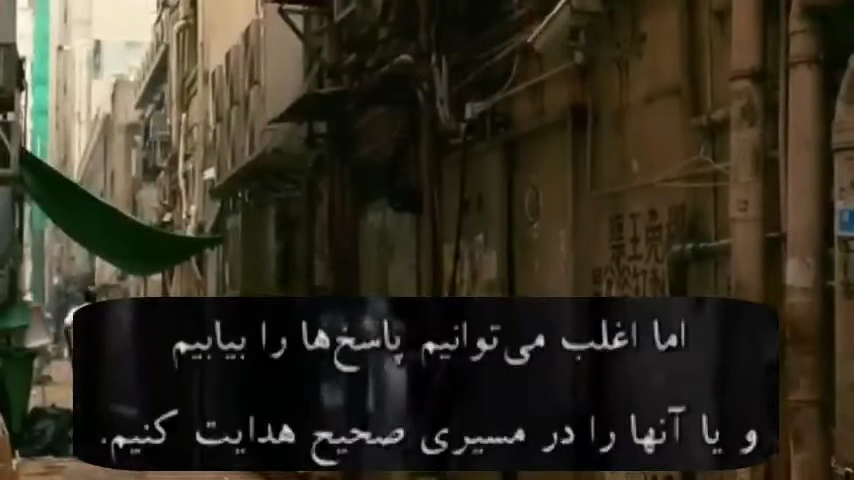 اما اغلب می‌توانیم پاسخ‌ها را بیابیم
و یا آنها را در مسیری صحیح هدایت کنیم.